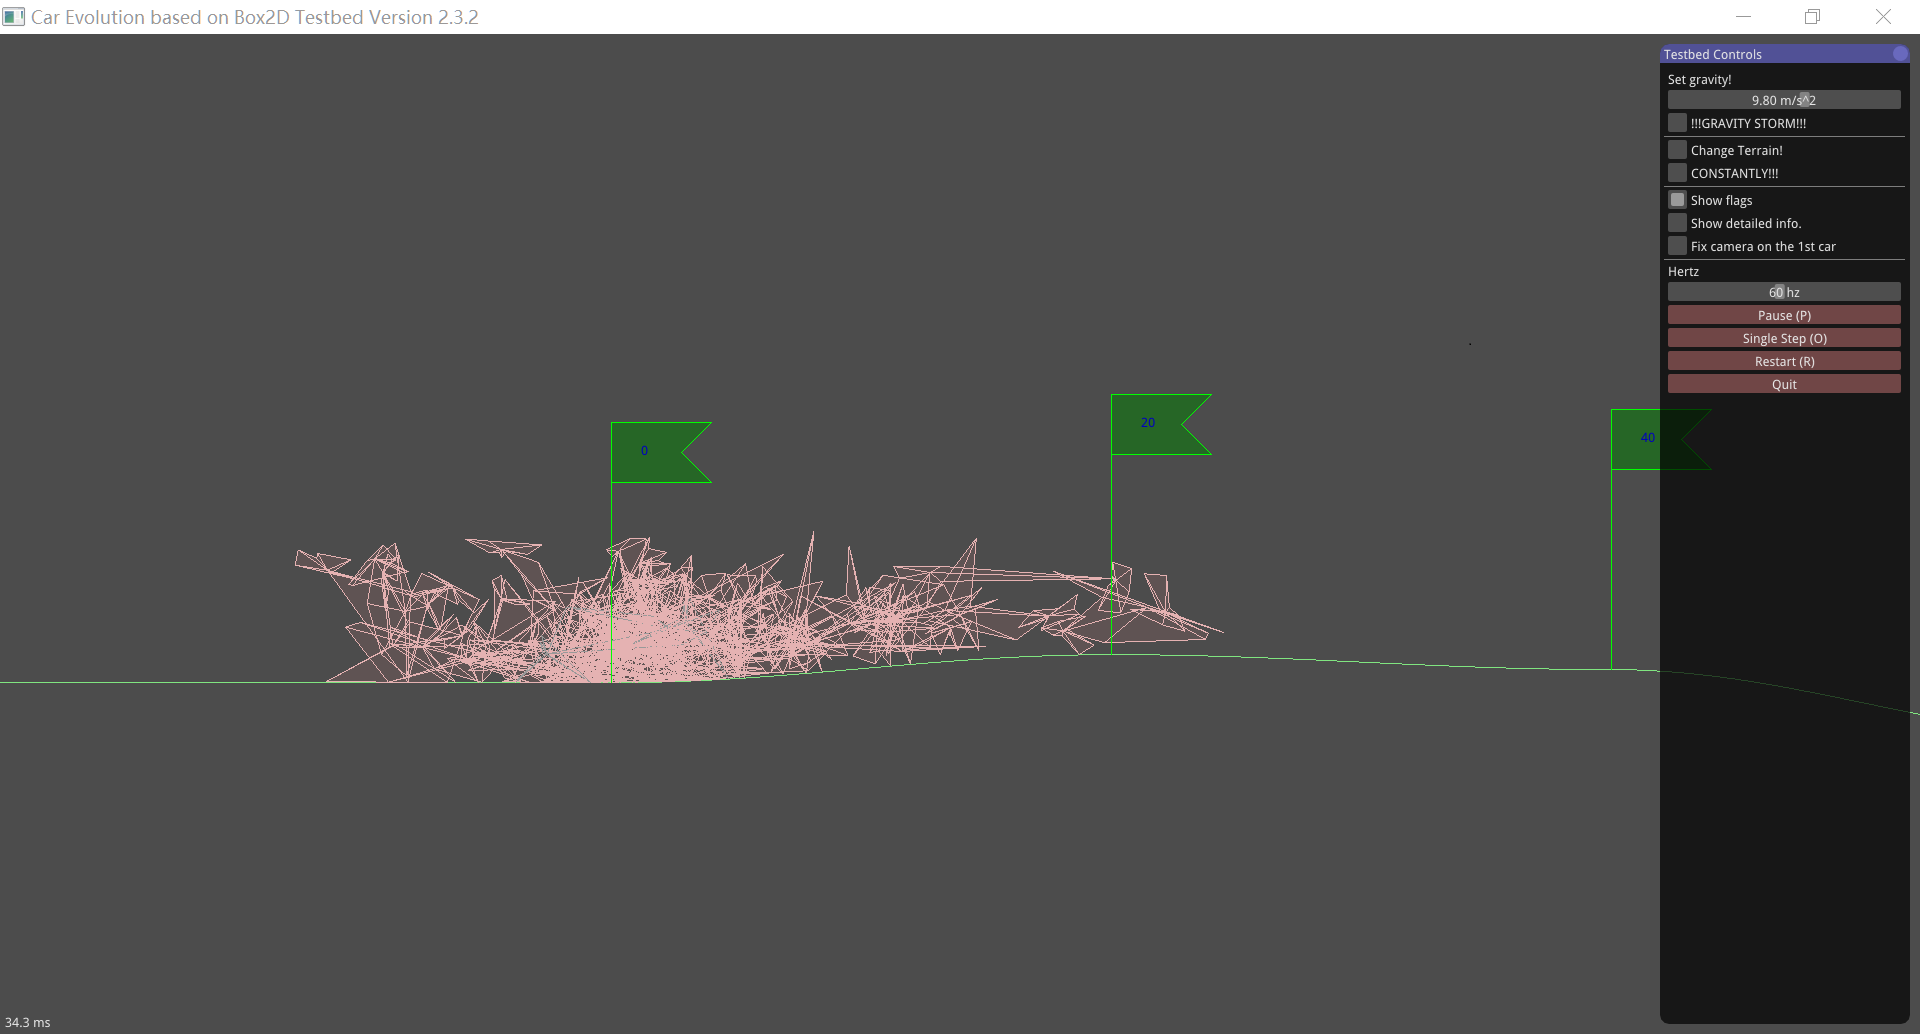 Car Evolution based on Box2D Testbed Version 2.3.2
Testbed Controls
Set gravity!
9.80 m/s^2
!!!GRAVITY STORM!!!
Change Terrain!
CONSTANTLY!!!
Show flags
Show detailed info.
Fix camera on the 1st car
Hertz
60 hz
Pause (P)
Single Step (O)
Restart (R)
Quit
0
20
40
34.3 ms